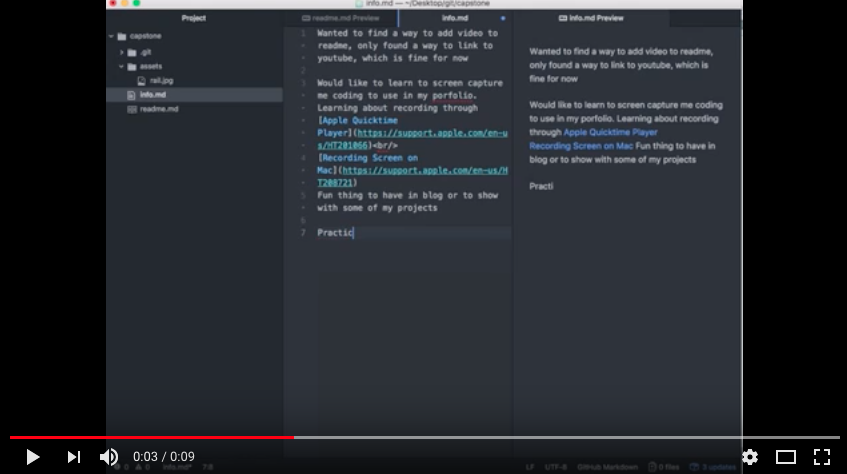 info.md — ~/Desktop/git/capstone
Project
readme.md Preview
info.md
info.md Preview
capstone
.git
assets
rail.jpg
info.md
readme.md
1 Wanted to find a way to add video to
readme, only found a way to link to
youtube, which is fine for now
2
3 Would like to learn to screen capture
me coding to use in my porfolio.
Learning about recording through
[Apple Quicktime
Player](https://support.apple.com/en-u
s/HT201066)<br/>
4 [Recording Screen on
Mac](https://support.apple.com/en-us/H
T208721)
5 Fun thing to have in blog or to show
with some of my projects
6
7 Practic
Wanted to find a way to add video to readme,
only found a way to link to youtube, which is
fine for now
Would like to learn to screen capture me coding
to use in my porfolio. Learning about recording
through Apple Quicktime Player
Recording Screen on Mac Fun thing to have in
blog or to show with some of my projects
Practi
0 0 info.md* 7:8
LF UTF-8 GitHub Markdown 0 files 3 updates
0:03 / 0:09